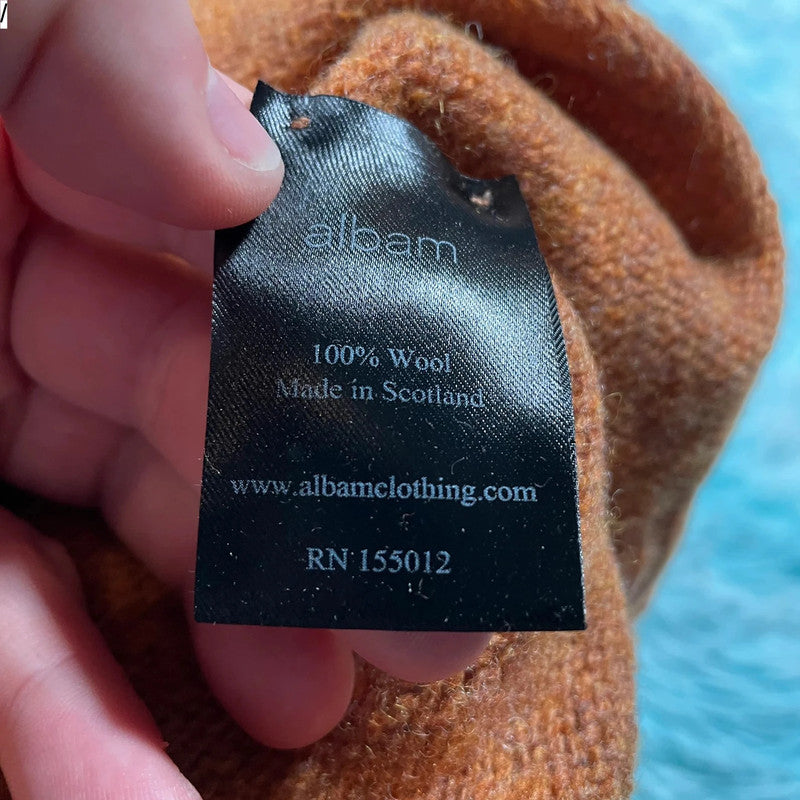 albam
100% Wool
Made in Scotland
www.albamclothing.com
RN 155012